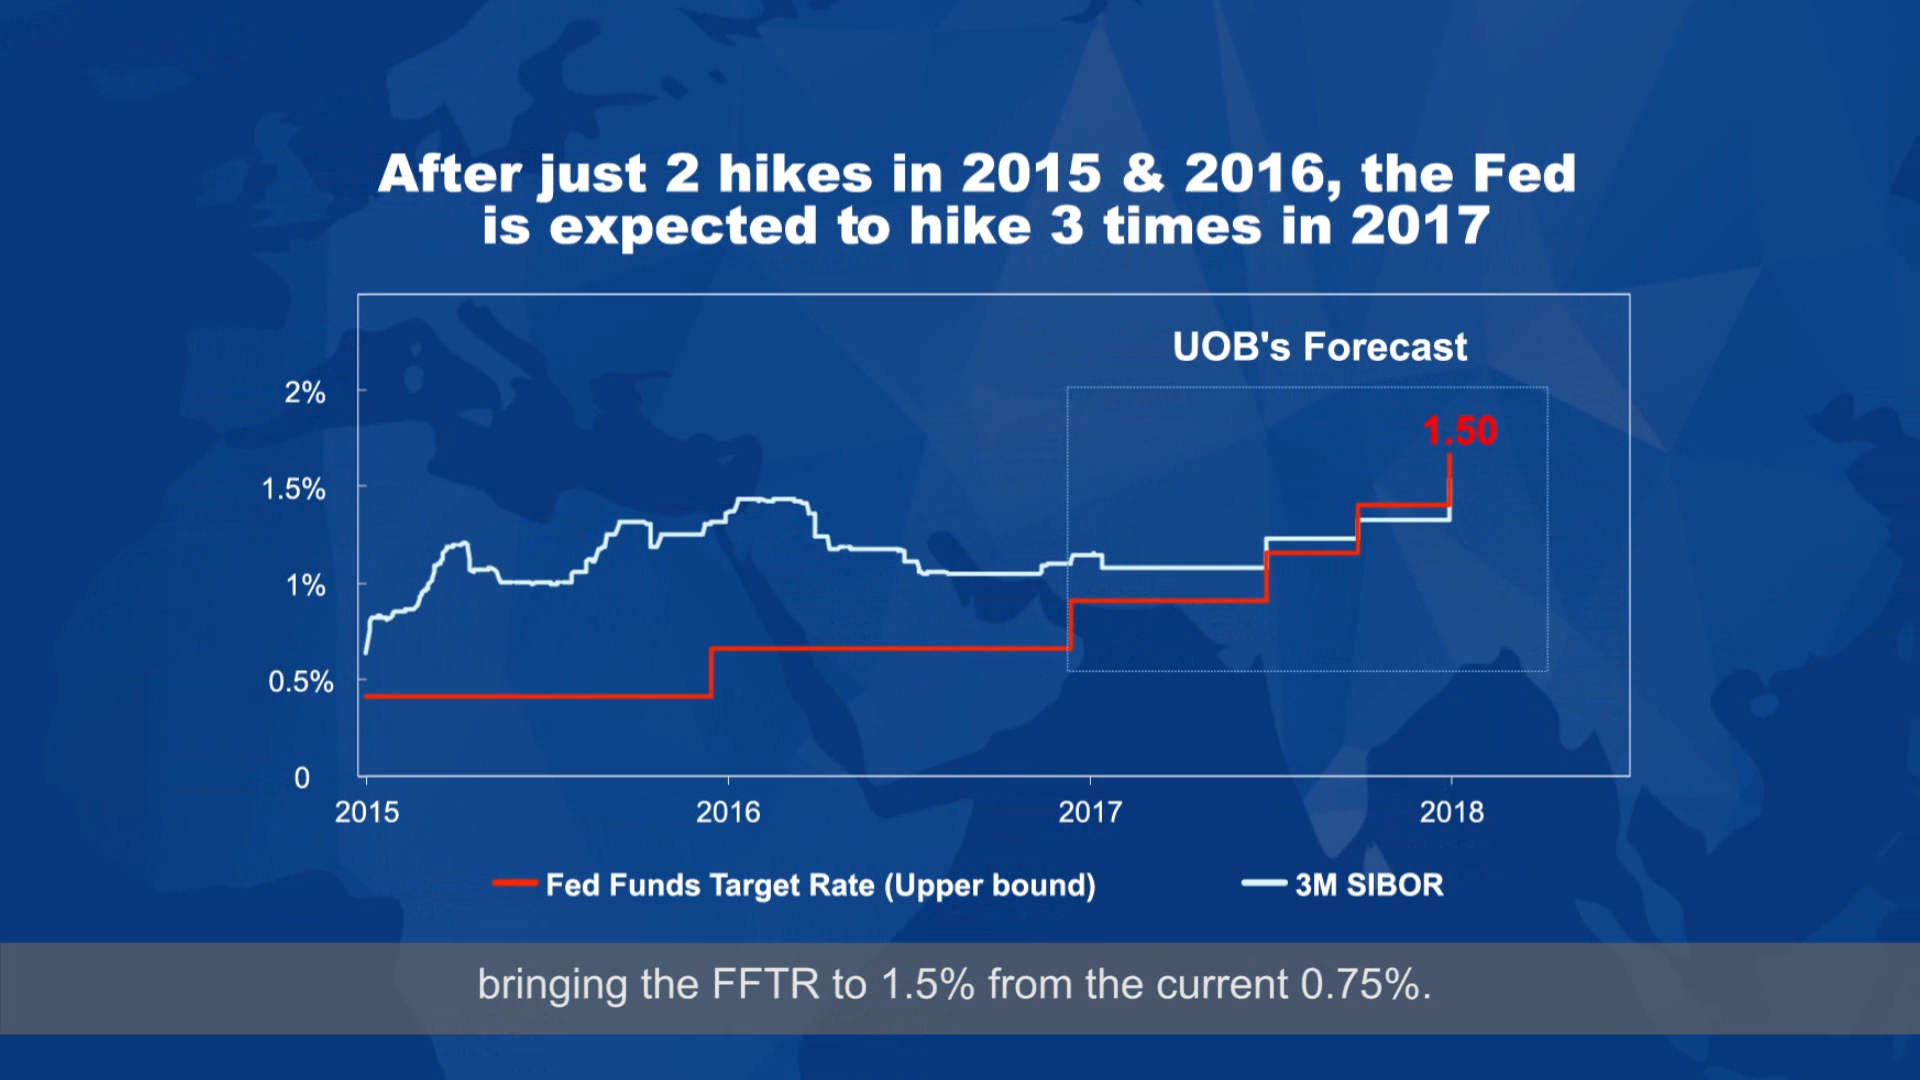 After just 2 hikes in 2015 & 2016, the Fed
is expected to hike 3 times in 2017
UOB's Forecast
2%
1.50
1.5%
1%
0.5%
0
2015
2016
2017
2018
Fed Funds Target Rate (Upper bound)
3M SIBOR
bringing the FFTR to 1.5% from the current 0.75%.